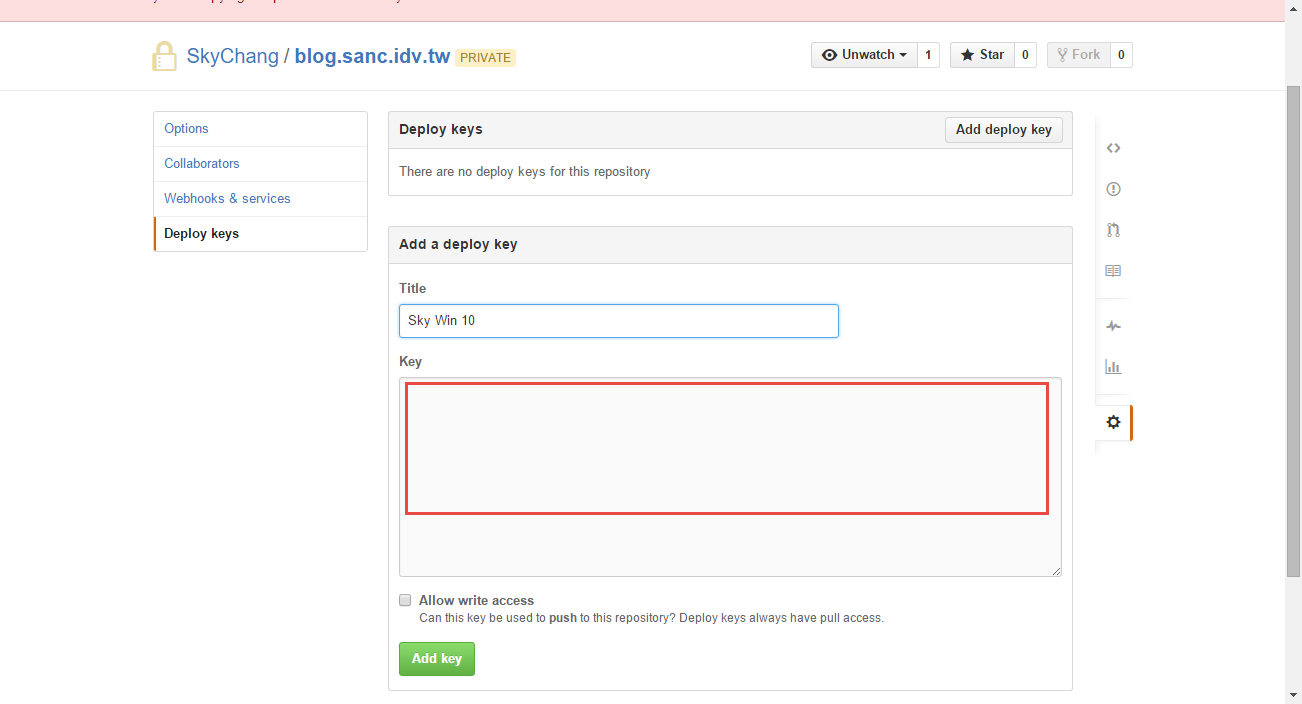 SkyChang / blog.sanc.idv.tw PRIVATE
Unwatch 1 Star 0 Fork 0
Options
Collaborators
Webhooks & services
Deploy keys
Deploy keys
Add deploy key
There are no deploy keys for this repository
Add a deploy key
Title
Sky Win 10
Key
Allow write access
Can this key be used to push to this repository? Deploy keys always have pull access.
Add key